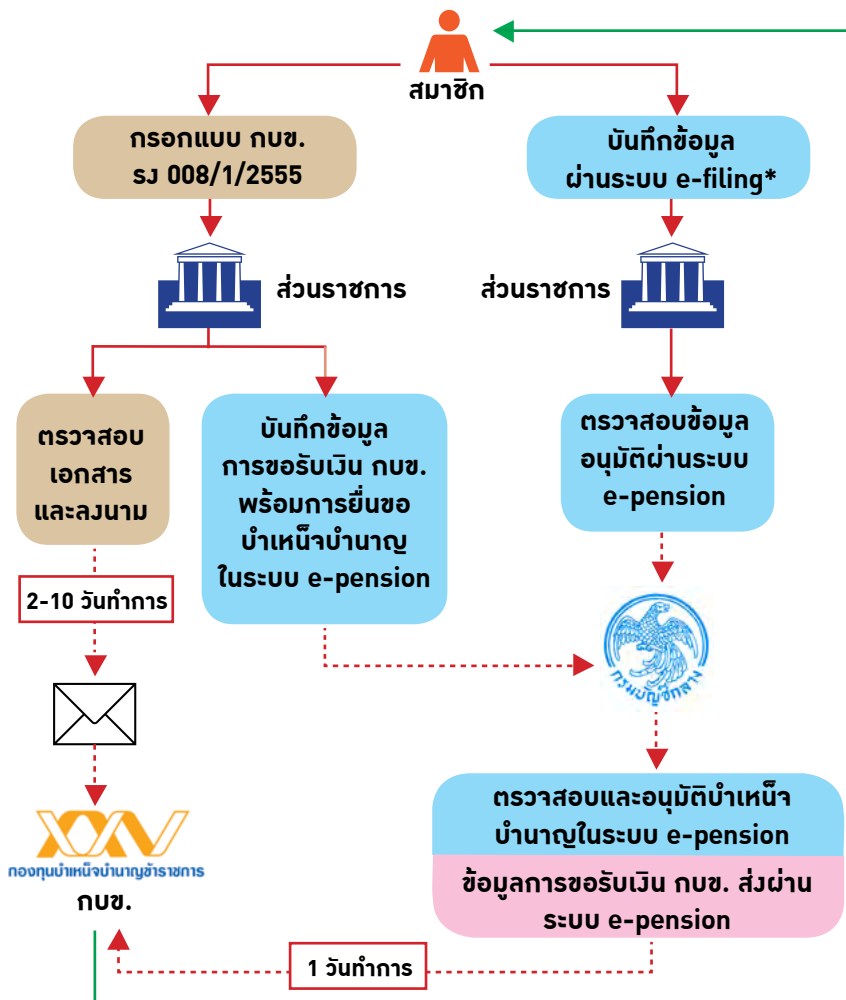 สมาชิก
กรอกแบบ กบข.
รง 008/1/2555
บันทึกข้อมูล
ผ่านระบบ e-filing*
ส่วนราชการ
ส่วนราชการ
ตรวจสอบ
เอกสาร
และลงนาม
บันทึกข้อมูล
การขอรับเงิน กบข.
พร้อมการยื่นขอ
บำเหน็จบำนาญ
ในระบบ e-pension
ตรวจสอบข้อมูล
อนุมัติผ่านระบบ
e-pension
2-10 วันทำการ
กรมบัญชีกลาง
ตรวจสอบและอนุมัติบำเหน็จ
บำนาญในระบบ e-pension
ข้อมูลการขอรับเงิน กบข. ส่งผ่าน
ระบบ e-pension
กองทุนบำเหน็จบำนาญข้าราชการ
กบข.
1 วันทำการ